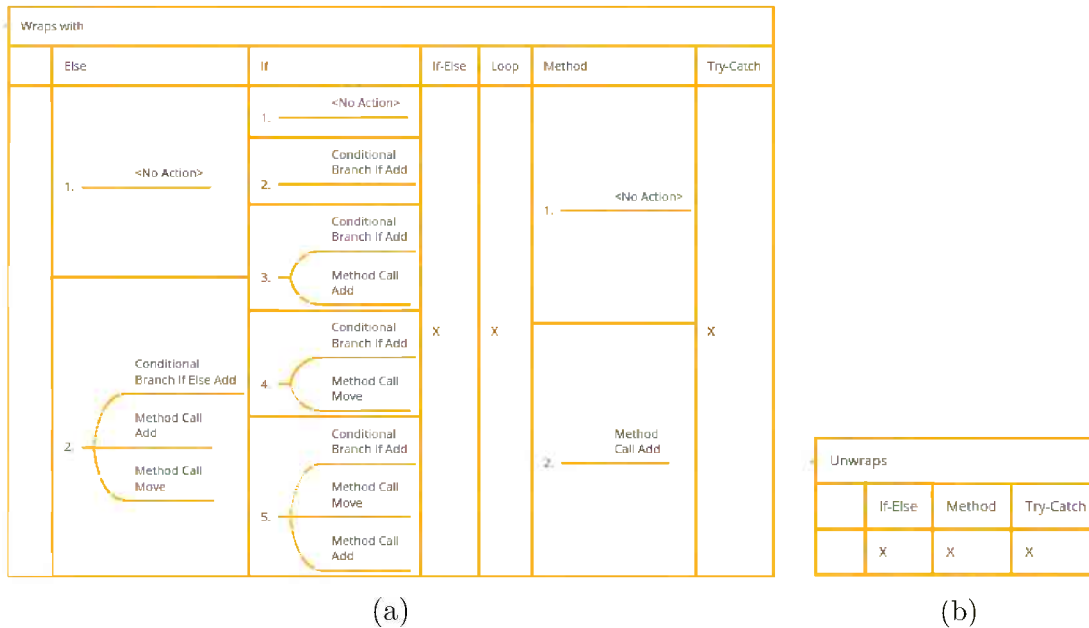 Wraps with
Else
If
If-Else
Loop
Method
Try-Catch
1.
<No Action>
2.
Conditional
Branch If Else Add
Method Call
Add
Method Call
Move
1.
<No Action>
2.
Conditional
Branch If Add
3.
Conditional
Branch If Add
Method Call
Add
4.
Conditional
Branch If Add
Method Call
Move
5.
Conditional
Branch If Add
Method Call
Move
Method Call
Add
X
X
1.
<No Action>
2.
Method
Call Add
X
(a)
Unwraps
If-Else
Method
Try-Catch
X
X
X
(b)